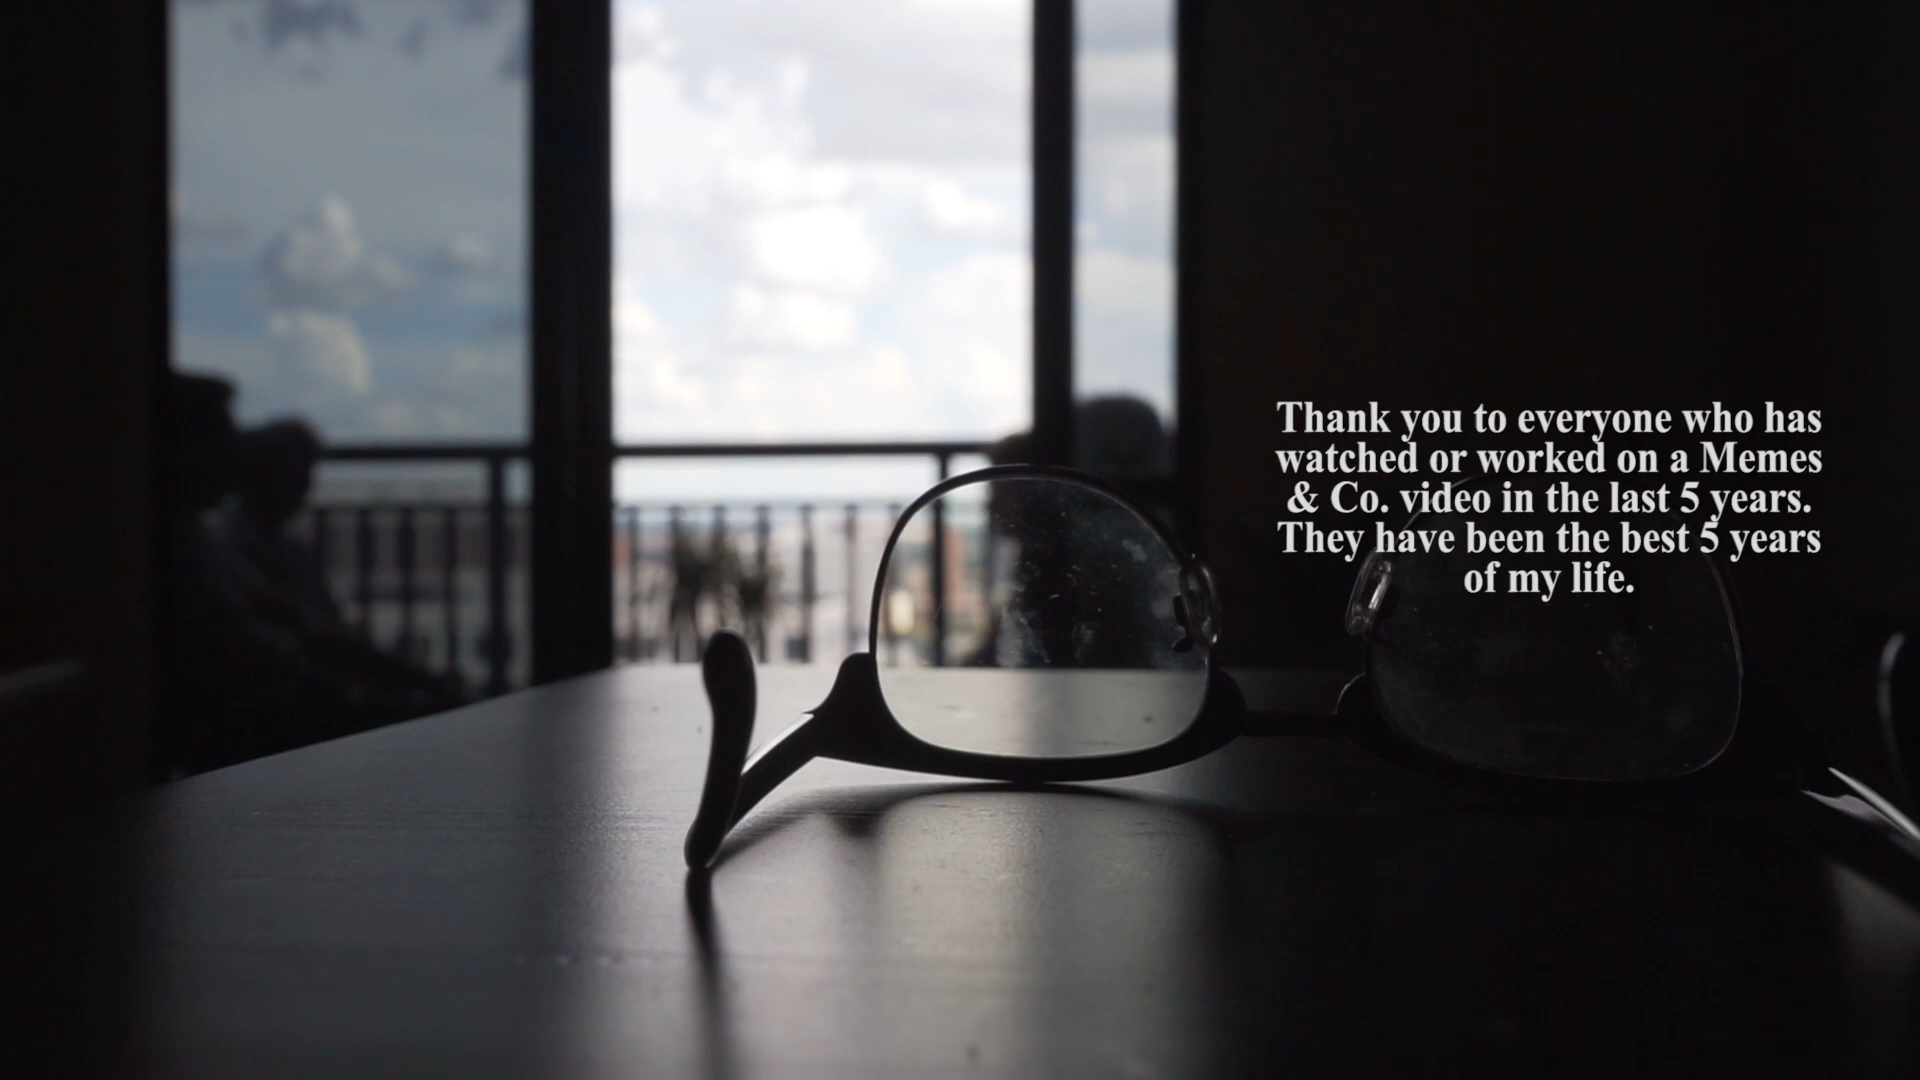 Thank you to everyone who has
watched or worked on a Memes
& Co. video in the last 5 years.
They have been the best 5 years
of my life.